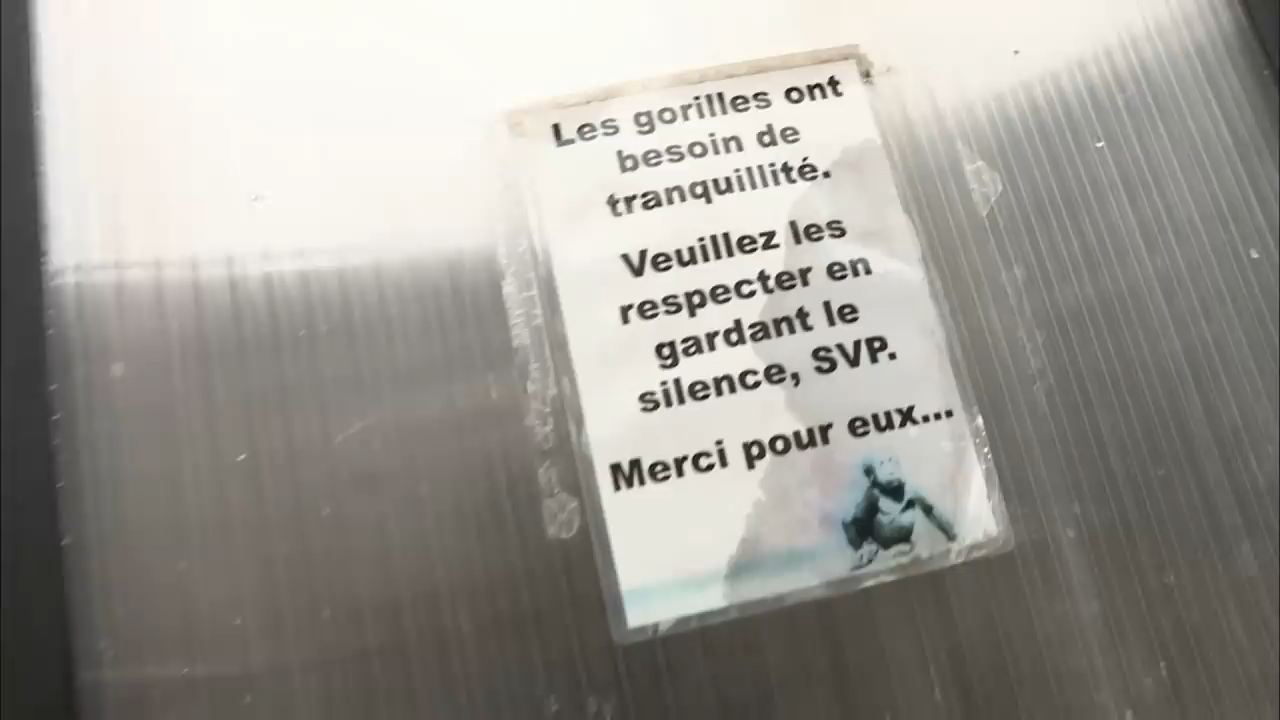 Les gorilles ont
besoin de
tranquillité.
Veuillez les
respecter en
gardant le
silence, SVP.
Merci pour eux...